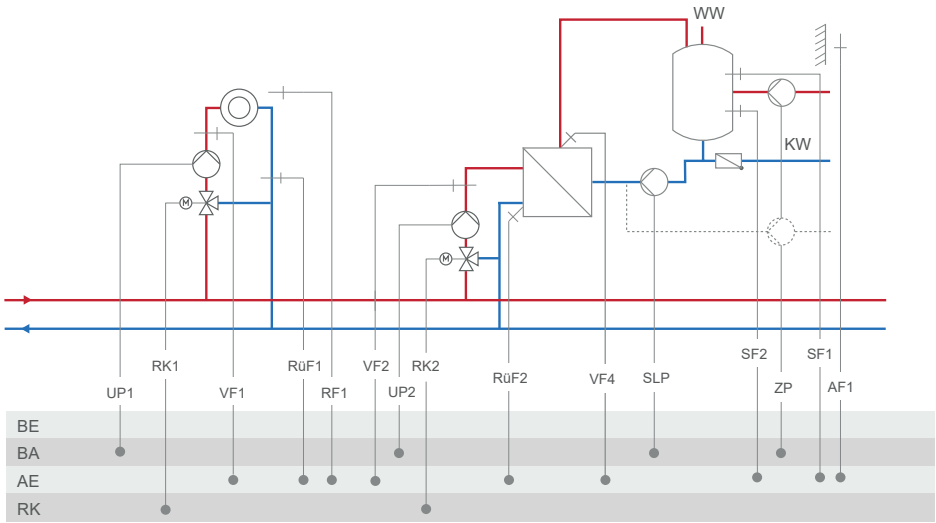 WW
KW
M
M
RK1
RüF1
VF2
RK2
SF2
SF1
UP1
VF1
RF1
UP2
RüF2
VF4
SLP
ZP
AF1
BE
BA
AE
RK